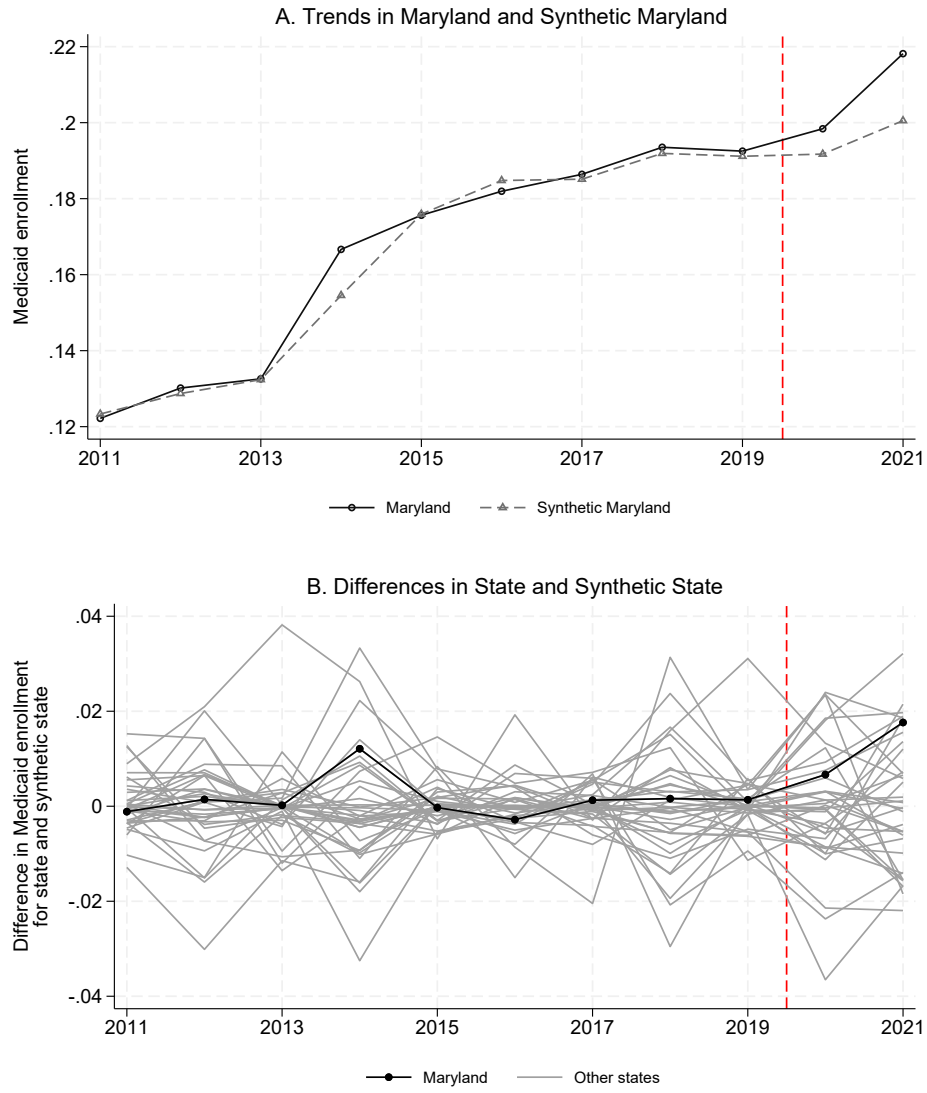 A. Trends in Maryland and Synthetic Maryland
Medicaid enrollment
.22
.2
.18
.16
.14
.12
2011 2013 2015 2017 2019 2021
Maryland Synthetic Maryland
B. Differences in State and Synthetic State
Difference in Medicaid enrollment
for state and synthetic state
.04
.02
0
-.02
-.04
2011 2013 2015 2017 2019 2021
Maryland Other states